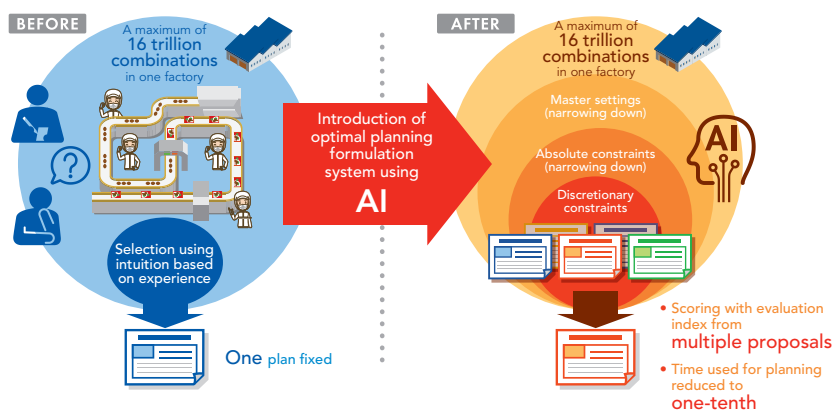 BEFORE
A maximum of
16 trillion
combinations
in one factory
?
Selection using
intuition based
on experience
One plan fixed
Introduction of
optimal planning
formulation
system using
AI
AFTER
A maximum of
16 trillion
combinations
in one factory
Master settings
(narrowing down)
Absolute constraints
(narrowing down)
Discretionary
constraints
AI
• Scoring with evaluation
index from
multiple proposals
• Time used for planning
reduced to
one-tenth